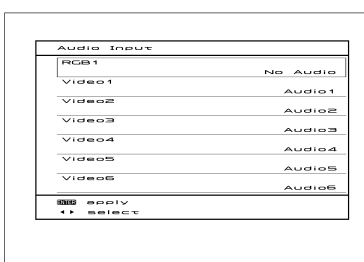 Audio Input
RGB1
No Audio
Video1
Audio1
Video2
Audio2
Video3
Audio3
Video4
Audio4
Video5
Audio5
Video6
Audio6
ENTER apply
◂ ▸ select